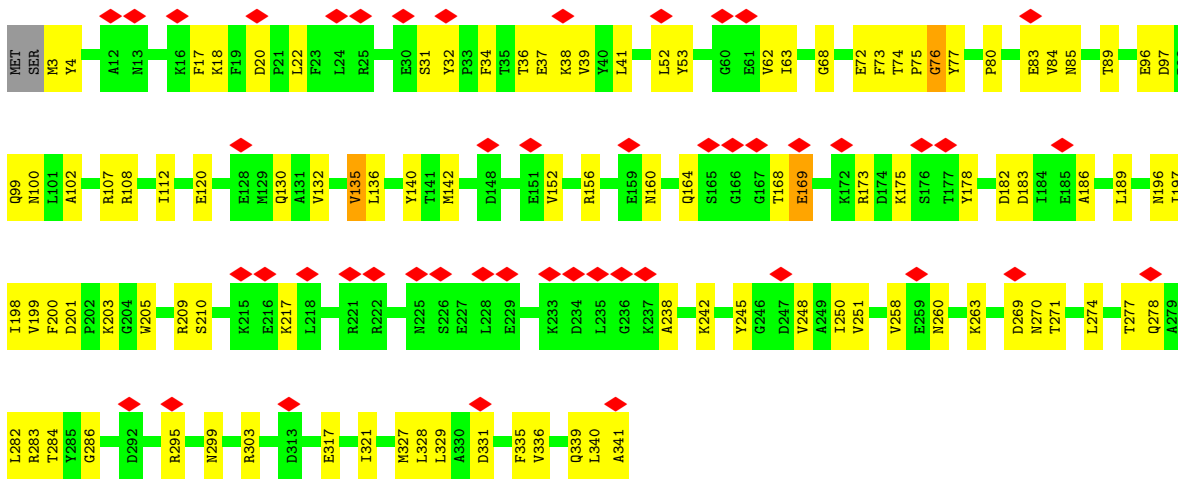 MET SER M3 Y4 A12 N13 K16 F17 K18 F19 D20 P21 L22 F23 L24 R25 E30 S31 Y32 P33 F34 T35 T36 E37 K38 V39 Y40 L41 L52 Y53 G60 E61 V62 I63 G68 E72 F73 T74 P75 G76 Y77 P80 E83 V84 N85 T89 E96 D97
Q99 N100 L101 A102 R107 R108 I112 E120 E128 M129 Q130 A131 V132 V135 L136 Y140 T141 M142 D148 E151 V152 R156 E159 N160 Q164 S165 G166 G167 T168 E169 K172 R173 D174 K175 S176 T177 Y178 D182 D183 I184 E185 A186 L189 N196 I197
I198 V199 F200 D201 P202 K203 G204 W205 R209 S210 K215 E216 K217 L218 R221 R222 N225 S226 E227 L228 E229 K233 D234 L235 G236 K237 A238 K242 Y245 G246 D247 V248 A249 I250 V251 V258 E259 N260 K263 D269 N270 T271 L274 T277 Q278 A279
L282 R283 T284 Y285 G286 D292 R295 N299 R303 D313 E317 I321 M327 L328 L329 A330 D331 F335 V336 Q339 L340 A341